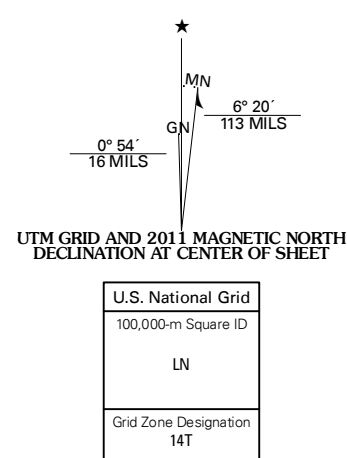 ★
MN
GN
6° 20´
113 MILS
0° 54´
16 MILS
UTM GRID AND 2011 MAGNETIC NORTH
DECLINATION AT CENTER OF SHEET
U.S. National Grid
100,000-m Square ID
LN
Grid Zone Designation
14T